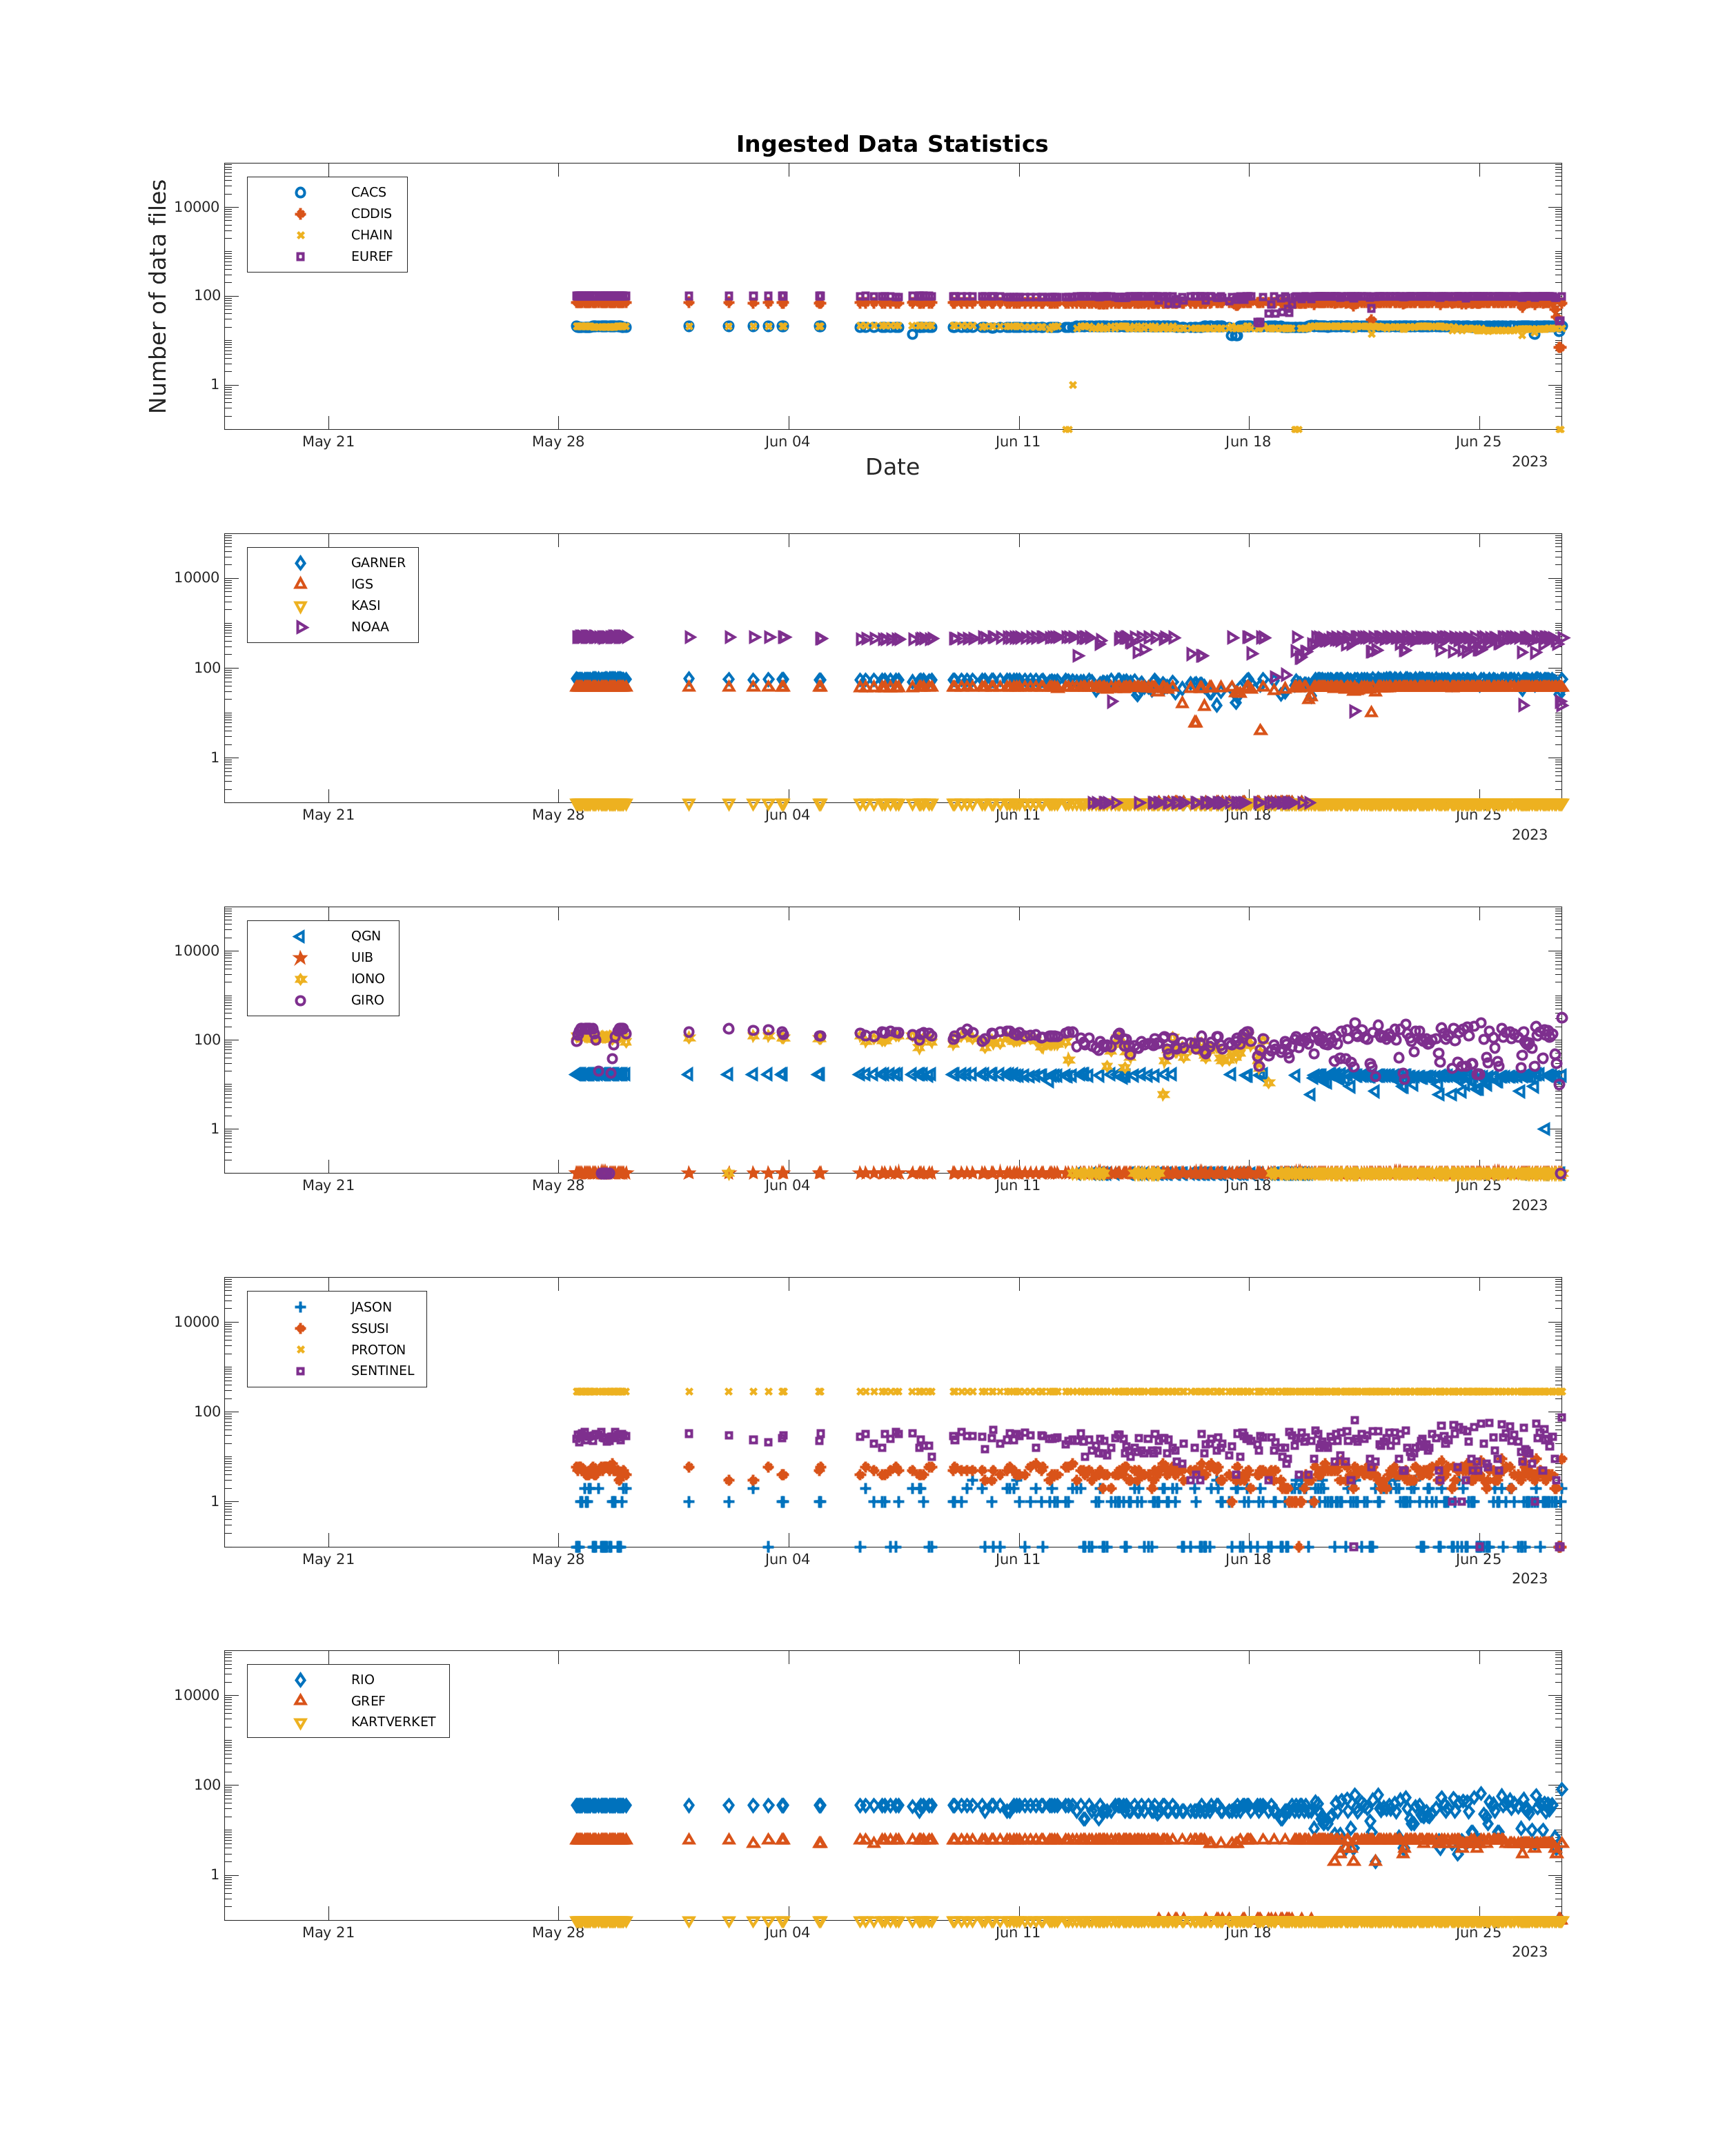 Ingested Data Statistics
Number of data files
10000
100
1
CACS
CDDIS
CHAIN
EUREF
May 21 May 28 Jun 04 Jun 11 Jun 18 Jun 25
2023
Date
10000
100
1
GARNER
IGS
KASI
NOAA
May 21 May 28 Jun 04 Jun 11 Jun 18 Jun 25
2023
10000
100
1
QGN
UIB
IONO
GIRO
May 21 May 28 Jun 04 Jun 11 Jun 18 Jun 25
2023
10000
100
1
JASON
SSUSI
PROTON
SENTINEL
May 21 May 28 Jun 04 Jun 11 Jun 18 Jun 25
2023
10000
100
1
RIO
GREF
KARTVERKET
May 21 May 28 Jun 04 Jun 11 Jun 18 Jun 25
2023